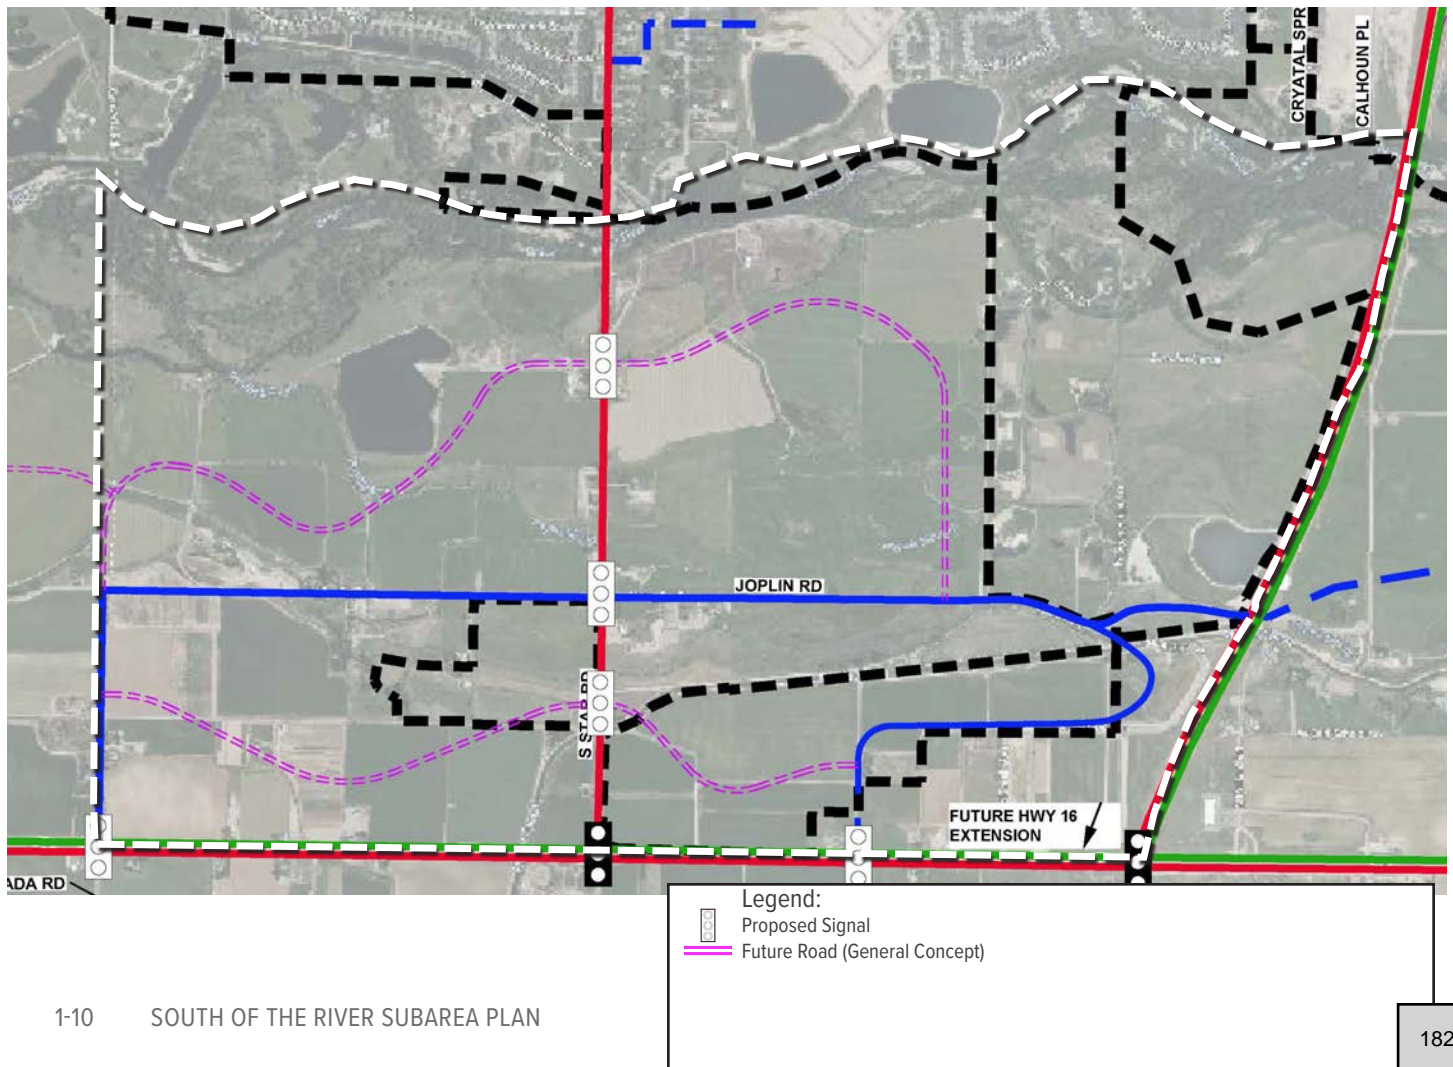 CRYATAL SPR
CALHOUN PL
JOPLIN RD
S STAR RD
FUTURE HWY 16
EXTENSION
ADA RD
Legend:
Proposed Signal
Future Road (General Concept)
1-10 SOUTH OF THE RIVER SUBAREA PLAN
182